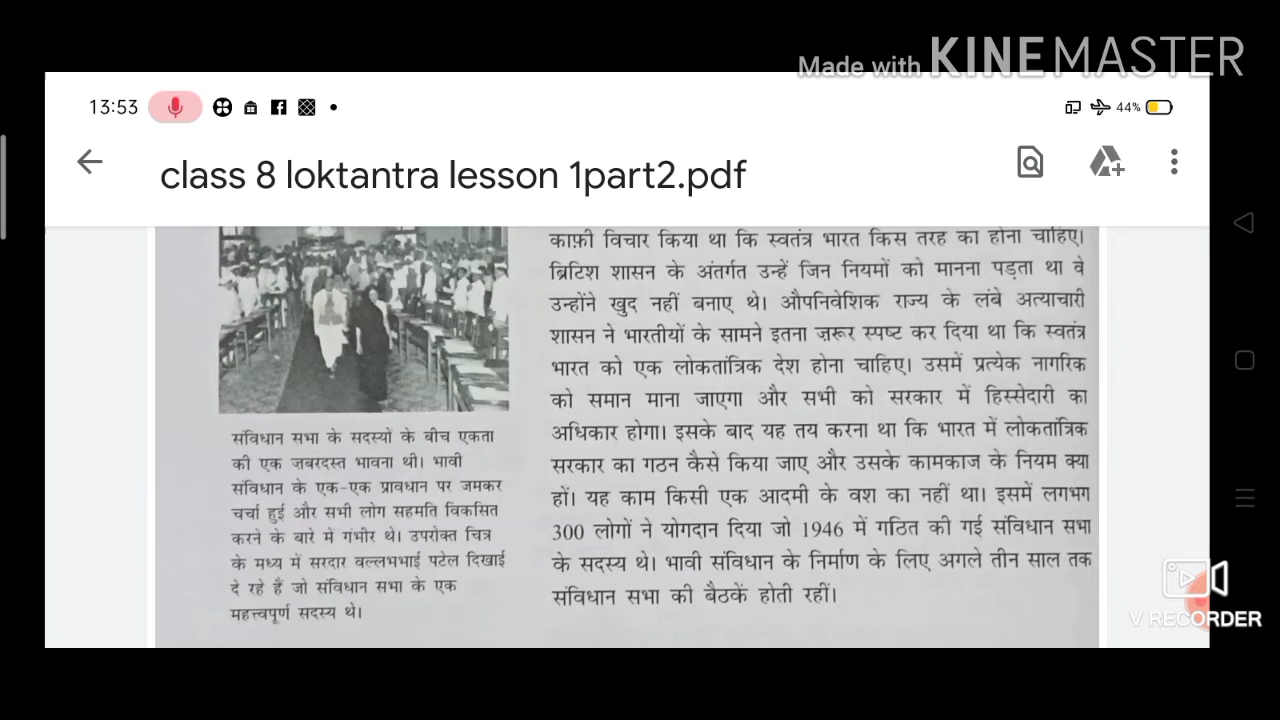 Made with KINEMASTER
13:53
44%
class 8 loktantra lesson 1part2.pdf
संविधान सभा के सदस्यों के बीच एकता
की एक ज़बरदस्त भावना थी। भावी
संविधान के एक-एक प्रावधान पर जमकर
चर्चा हुई और सभी लोग सहमति विकसित
करने के बारे में गंभीर थे। उपरोक्त चित्र
के मध्य में सरदार वल्लभभाई पटेल दिखाई
दे रहे हैं जो संविधान सभा के एक
महत्त्वपूर्ण सदस्य थे।
काफ़ी विचार किया था कि स्वतंत्र भारत किस तरह का होना चाहिए।
ब्रिटिश शासन के अंतर्गत उन्हें जिन नियमों को मानना पड़ता था वे
उन्होंने खुद नहीं बनाए थे। औपनिवेशिक राज्य के लंबे अत्याचारी
शासन ने भारतीयों के सामने इतना ज़रूर स्पष्ट कर दिया था कि स्वतंत्र
भारत को एक लोकतांत्रिक देश होना चाहिए। उसमें प्रत्येक नागरिक
को समान माना जाएगा और सभी को सरकार में हिस्सेदारी का
अधिकार होगा। इसके बाद यह तय करना था कि भारत में लोकतांत्रिक
सरकार का गठन कैसे किया जाए और उसके कामकाज के नियम क्या
हों। यह काम किसी एक आदमी के वश का नहीं था। इसमें लगभग
300 लोगों ने योगदान दिया जो 1946 में गठित की गई संविधान सभा
के सदस्य थे। भावी संविधान के निर्माण के लिए अगले तीन साल तक
संविधान सभा की बैठकें होती रहीं।
V RECORDER